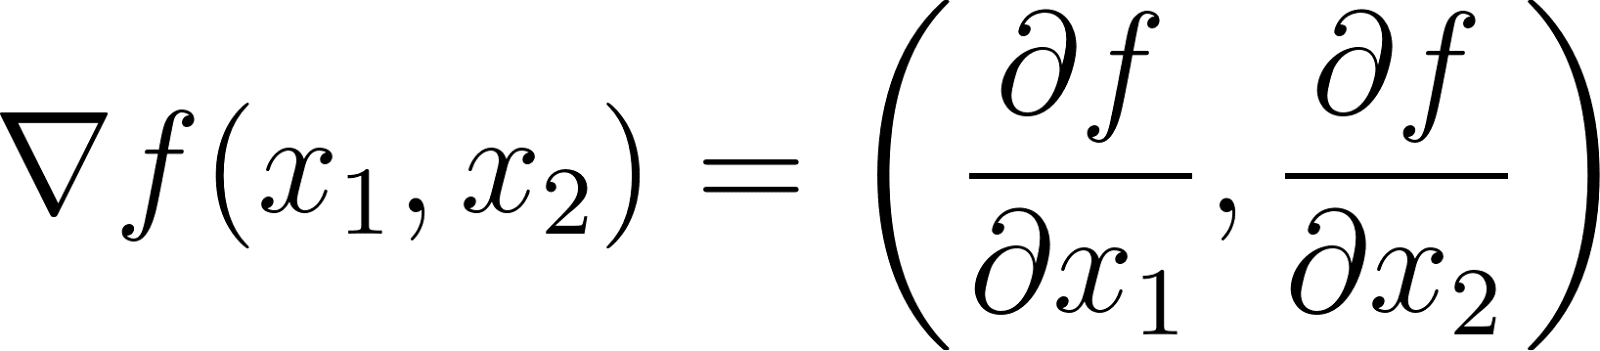 ∇f(x₁, x₂) = (∂f/∂x₁, ∂f/∂x₂)